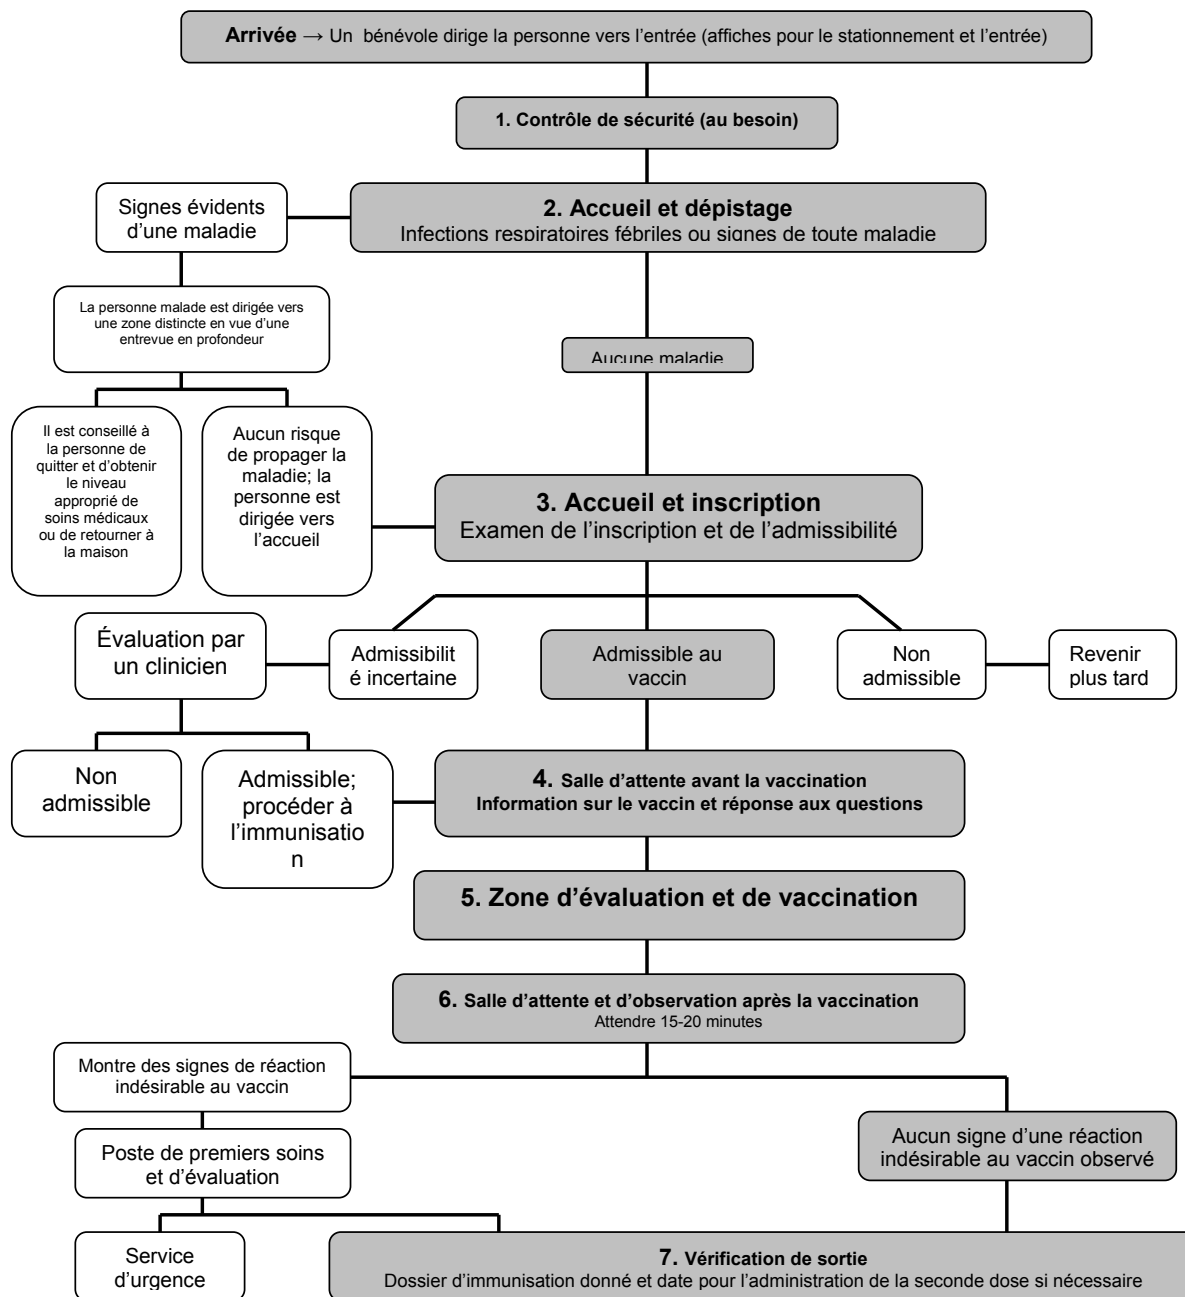 Arrivée → Un bénévole dirige la personne vers l'entrée (affiches pour le stationnement et l'entrée)
1. Contrôle de sécurité (au besoin)
Signes évidents
d'une maladie
2. Accueil et dépistage
Infections respiratoires fébriles ou signes de toute maladie
La personne malade est dirigée vers
une zone distincte en vue d'une
entrevue en profondeur
Aucune maladie
Il est conseillé à
la personne de
quitter et d'obtenir
le niveau
approprié de
soins médicaux
ou de retourner à
la maison
Aucun risque
de propager la
maladie; la
personne est
dirigée vers
l'accueil
3. Accueil et inscription
Examen de l'inscription et de l'admissibilité
Évaluation par
un clinicien
Admissibilit
é incertaine
Admissible au
vaccin
Non
admissible
Revenir
plus tard
Non
admissible
Admissible;
procéder à
l'immunisatio
n
4. Salle d'attente avant la vaccination
Information sur le vaccin et réponse aux questions
5. Zone d'évaluation et de vaccination
6. Salle d'attente et d'observation après la vaccination
Attendre 15-20 minutes
Montre des signes de réaction
indésirable au vaccin
Poste de premiers soins
et d'évaluation
Aucun signe d'une réaction
indésirable au vaccin observé
Service
d'urgence
7. Vérification de sortie
Dossier d'immunisation donné et date pour l'administration de la seconde dose si nécessaire